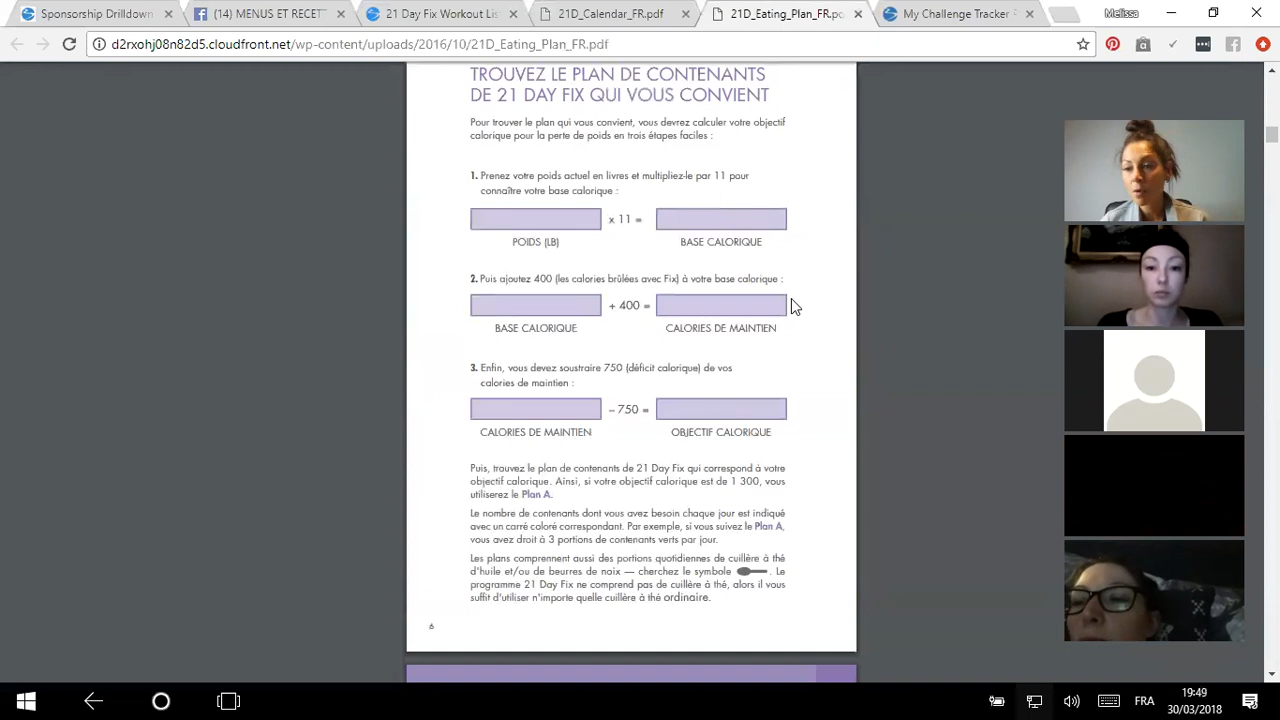 Sponsorship Drilldown
(14) MENUS ET RECET
21 Day Fix Workout Lis
21D_Calendar_FR.pdf
21D_Eating_Plan_FR.pd
My Challenge Tracker -
Melissa
d2rxohj08n82d5.cloudfront.net/wp-content/uploads/2016/10/21D_Eating_Plan_FR.pdf
TROUVEZ LE PLAN DE CONTENANTS
DE 21 DAY FIX QUI VOUS CONVIENT
Pour trouver le plan qui vous convient, vous devrez calculer votre objectif
calorique pour la perte de poids en trois étapes faciles :
1. Prenez votre poids actuel en livres et multipliez-le par 11 pour
connaître votre base calorique :
x 11 =
POIDS (LB) BASE CALORIQUE
2. Puis ajoutez 400 (les calories brûlées avec Fix) à votre base calorique :
+ 400 =
BASE CALORIQUE CALORIES DE MAINTIEN
3. Enfin, vous devez soustraire 750 (déficit calorique) de vos
calories de maintien :
– 750 =
CALORIES DE MAINTIEN OBJECTIF CALORIQUE
Puis, trouvez le plan de contenants de 21 Day Fix qui correspond à votre
objectif calorique. Ainsi, si votre objectif calorique est de 1 300, vous
utiliserez le Plan A.
Le nombre de contenants dont vous avez besoin chaque jour est indiqué
avec un carré coloré correspondant. Par exemple, si vous suivez le Plan A,
vous avez droit à 3 portions de contenants verts par jour.
Les plans comprennent aussi des portions quotidiennes de cuillère à thé
d'huile et/ou de beurres de noix — cherchez le symbole . Le
programme 21 Day Fix ne comprend pas de cuillère à thé, alors il vous
suffit d'utiliser n'importe quelle cuillère à thé ordinaire.
6
FRA
19:49
30/03/2018